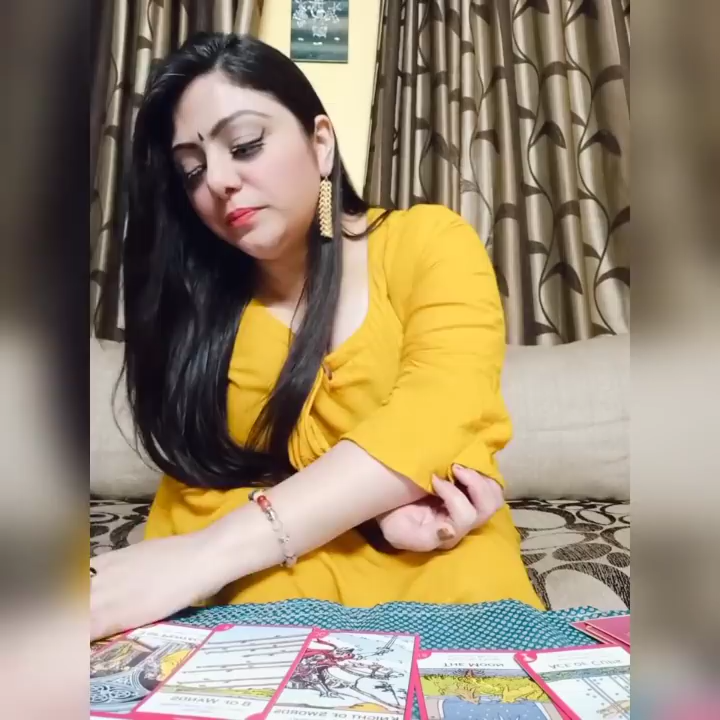 8 OF WANDS
KNIGHT OF SWORDS
THE MOON
ACE OF CUPS